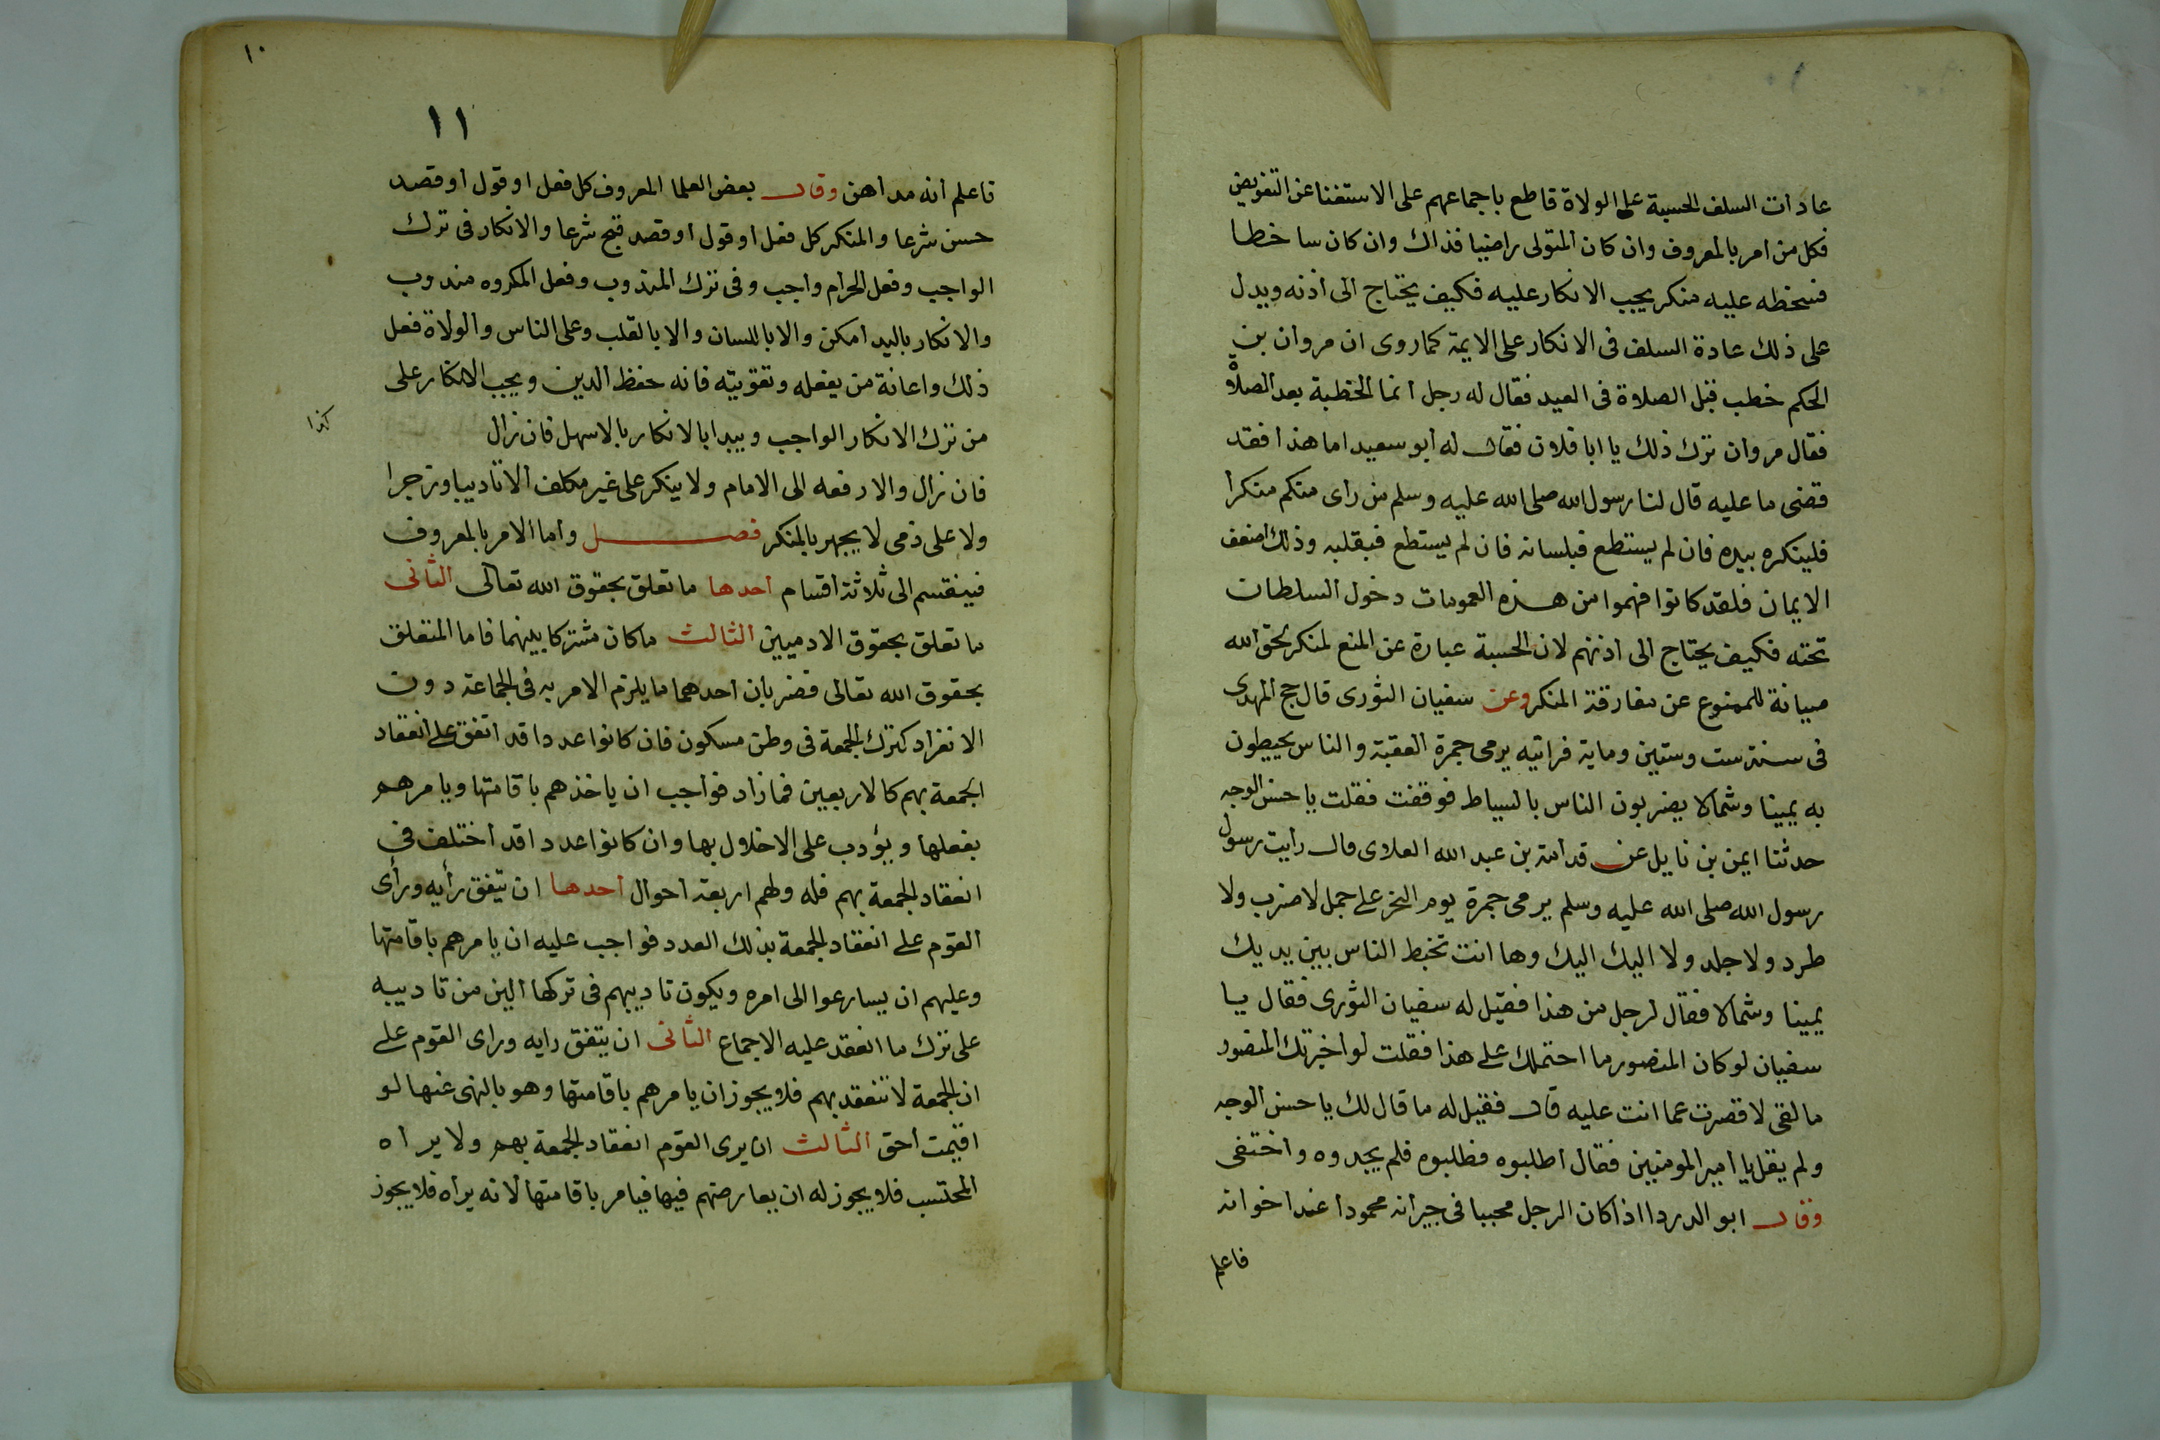 عادات السلف الحسبة على الولاة قاطع باجماعهم على الاستغنا عن التفويض
فكل من امر بالمعروف وان كان المتولى راضيا فذاك وان كان ساخطا
فسخطه عليه منكر يجب الانكار عليه فكيف يحتاج الى اذنه ويدل
على ذلك عادة السلف فى الانكار على الايمة كما روى ان مروان بن
الحكم خطب قبل الصلاة فى العيد فقال له رجل انما الخطبة بعد الصلاة
فقال مروان ترك ذلك يا ابا فلان فقال له ابو سعيد اما هذا فقد
قضى ما عليه قال لنا رسول الله صلى الله عليه وسلم من راى منكم منكرا
فلينكره بيده فان لم يستطع فبلسانه فان لم يستطع فبقلبه وذلك اضعف
الايمان فلقد كانوا فهموا من هذه العمومات دخول السلطان
تحته فكيف يحتاج الى اذنهم لان الحسبة عبارة عن المنع لمنكر بحق الله
صيانة للممنوع عن مفارقة المنكر وعن سفيان الثورى قال حج المهدى
فى سنة ست وستين وماية فراتيه يرمى جمرة العقبة والناس يحيطون
به يمينا وشمالا يضربون الناس بالسياط فوقفت فقلت يا حسن الوجه
حدثنا ايمن بن نايل عن قدامة بن عبد الله العلاوى قال رايت رسول
رسول الله صلى الله عليه وسلم يرمى جمرة يوم النحر على جمل لا ضرب ولا
طرد ولا جلد ولا اليك اليك وها انت تخبط الناس بين يديك
يمينا وشمالا فقال لرجل من هذا فقيل له سفيان الثورى فقال يا
سفيان لو كان المنصور ما احتملك على هذا فقلت لو اخبرتك المنصور
ما لقى لا قصرت عما انت عليه قال فقيل له ما قال لك يا حسن الوجه
ولم يقل يا امير المومنين فقال اطلبوه فطلبوه فلم يجدوه واختفى
وقال ابو الدردا اذا كان الرجل محببا فى جيرانه محمودا عند اخوانه
فاعلم
١٠
١١
فاعلم انه مداهن وقال بعض العلما المعروف كل فعل او قول او قصد
حسن شرعا والمنكر كل فعل او قول او قصد قبح شرعا والانكار فى ترك
الواجب وفعل الحرام واجب وفى ترك المندوب وفعل المكروه مندوب
والانكار باليد امكن والا باللسان والا بالقلب وعلى الناس والولاة فعل
ذلك واعانة من يفعله وتقويته فانه حفظ الدين ويجب الانكار على
من ترك الانكار الواجب ويبدا بالانكار بالاسهل فان زال
كذا
فان زال والا رفعه الى الامام ولا ينكر على غير مكلف الا تاديبا وزجرا
ولا على ذمى لا يجهر بالمنكر فصل واما الامر بالمعروف
فينقسم الى ثلاثة اقسام احدها ما تعلق بحقوق الله تعالى الثانى
ما تعلق بحقوق الادميين الثالث ما كان مشتركا بينهما فاما المتعلق
بحقوق الله تعالى فضربان احدهما ما يلزم الامر به فى الجماعة دون
الانفراد كترك الجمعة فى وطن مسكون فان كانوا عددا قد اتفق على انعقاد
الجمعة بهم كالاربعين فما زاد فواجب ان ياخذهم باقامتها ويامرهم
بفعلها ويؤدب على الاخلال بها وان كانوا عددا قد اختلف فى
انعقاد الجمعة بهم فله ولهم اربعة احوال احدها ان تيفق رأيه ورأى
القوم على انعقاد الجمعة بذلك العدد فواجب عليه ان يامرهم باقامتها
وعليهم ان يسارعوا الى امره ويكون تاديبهم فى تركها الين من تاديبه
على ترك ما انعقد عليه الاجماع الثانى ان يتفق رايه وراى القوم على
ان الجمعة لا تنعقد بهم فلا يجوز ان يامرهم باقامتها وهو بالنهى عنها لو
اقيمت احق الثالث ان يرى القوم انعقاد الجمعة بهم ولا يراه
المحتسب فلا يجوز له ان يعارضهم فيها فيامر باقامتها لانه يراه فلا يجوز